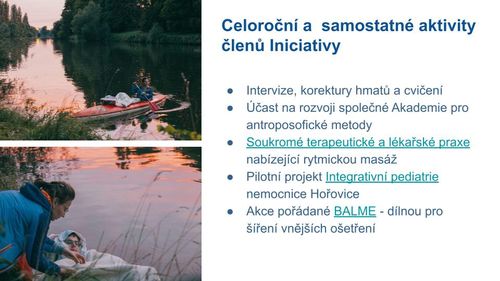 Celoroční a  samostatné aktivity
členů Iniciativy
● Intervize, korektury hmatů a cvičení
● Účast na rozvoji společné Akademie pro
antroposofické metody
● Soukromé terapeutické a lékařské praxe
nabízející rytmickou masáž
● Pilotní projekt Integrativní pediatrie
nemocnice Hořovice
● Akce pořádané BALME - dílnou pro
šíření vnějších ošetření